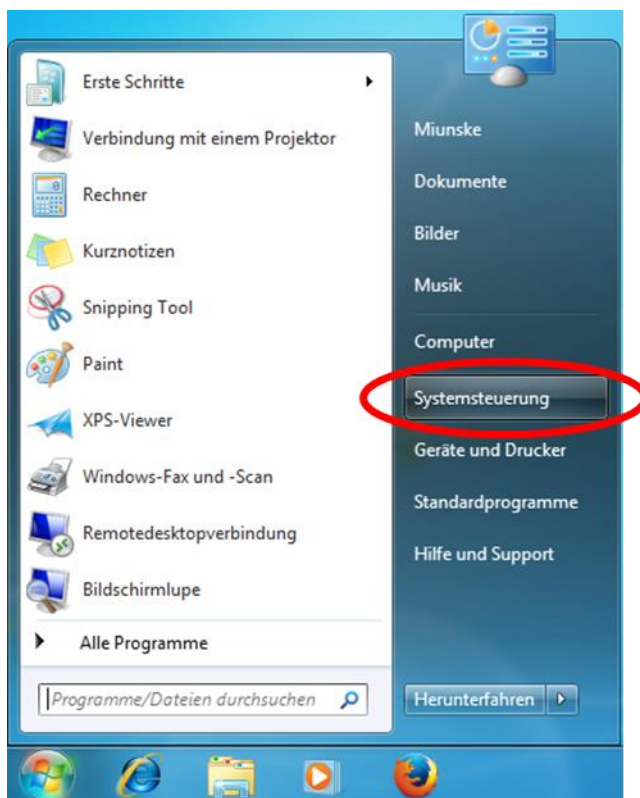 Erste Schritte
Verbindung mit einem Projektor
Rechner
Kurznotizen
Snipping Tool
Paint
XPS-Viewer
Windows-Fax und -Scan
Remotedesktopverbindung
Bildschirmlupe
Alle Programme
Programme/Dateien durchsuchen
Miunske
Dokumente
Bilder
Musik
Computer
Systemsteuerung
Geräte und Drucker
Standardprogramme
Hilfe und Support
Herunterfahren